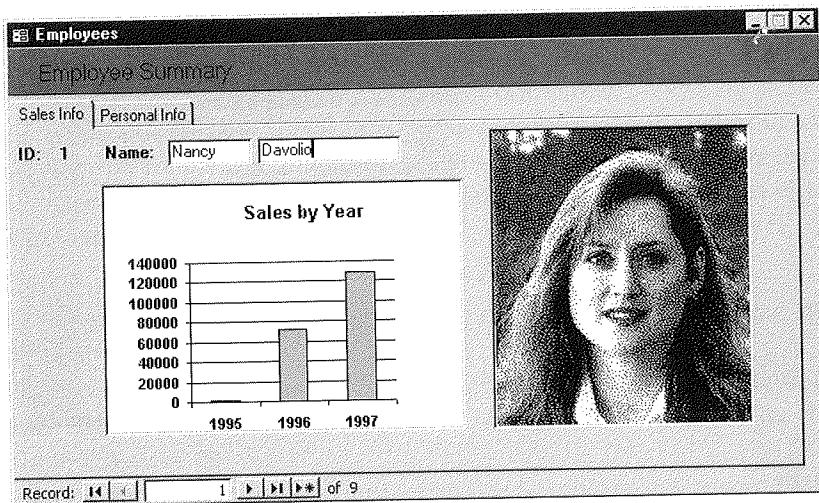 Employees
Employee Summary
Sales Info Personal Info
ID: 1 Name: Nancy Davolio
Sales by Year
140000
120000
100000
80000
60000
40000
20000
0
1995 1996 1997
Record: 1 of 9